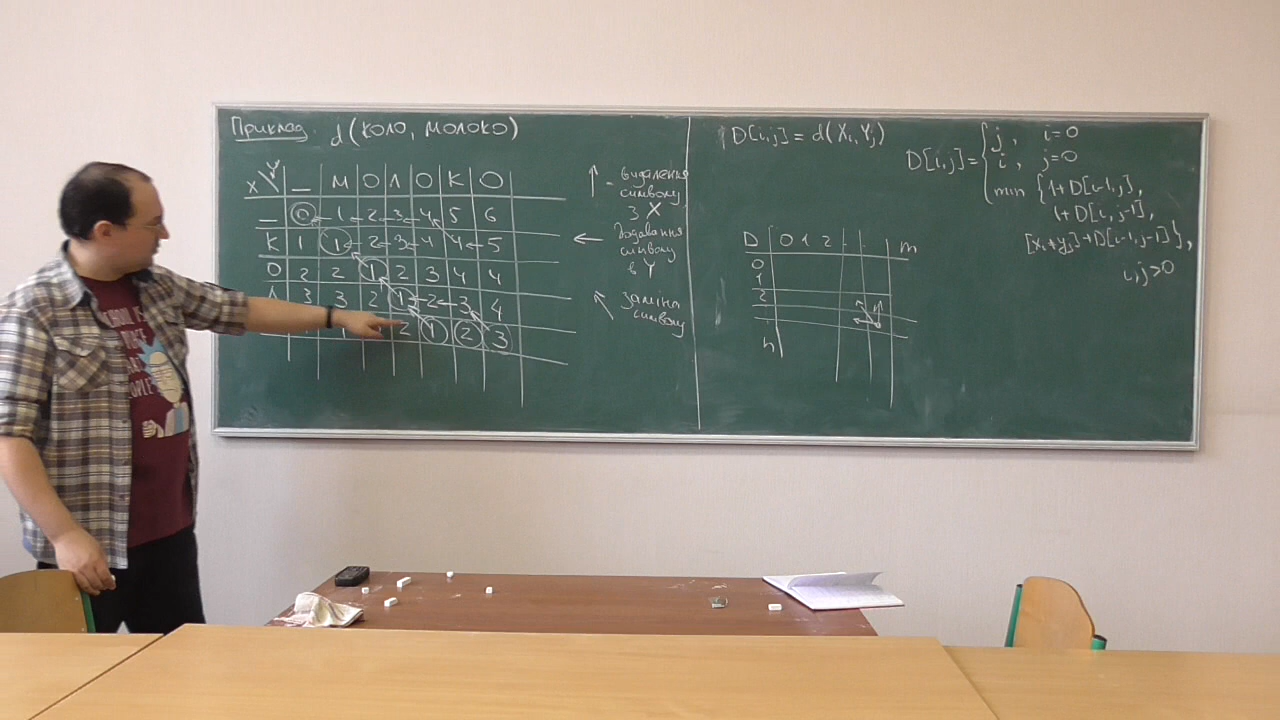 Приклад d(КОЛО, МОЛОКО)
X\Y _ М О Л О К О
_ 0 1 2 3 4 5 6
К 1 1 2 3 4 4 5
О 2 2 1 2 3 4 4
Л 3 3 2 1 2 3 4
2 1 2 3
↑ - видалення
символу
з X
← додавання
символу
в Y
↖ заміна
символу
D[i,j] = d(Xi, Yj)
D[i,j] = { j, i=0
i, j=0
min {1+D[i-1,j],
1+D[i,j-1],
[xi≠yj]+D[i-1,j-1]},
i,j>0
D 0 1 2 m
0
1
2
n
PEOPLE